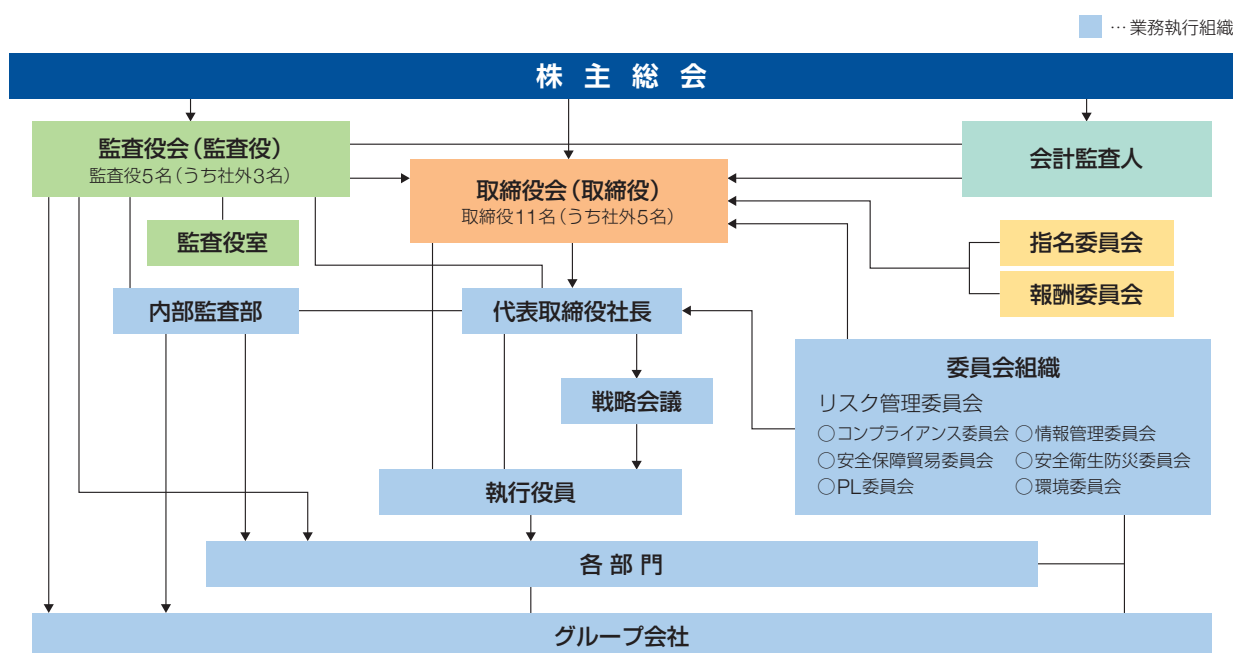 …業務執行組織
株主総会
監査役会(監査役)
監査役5名(うち社外3名)
会計監査人
取締役会(取締役)
取締役11名(うち社外5名)
監査役室
指名委員会
報酬委員会
内部監査部
代表取締役社長
戦略会議
委員会組織
リスク管理委員会
○コンプライアンス委員会 ○情報管理委員会
○安全保障貿易委員会 ○安全衛生防災委員会
○PL委員会 ○環境委員会
執行役員
各部門
グループ会社